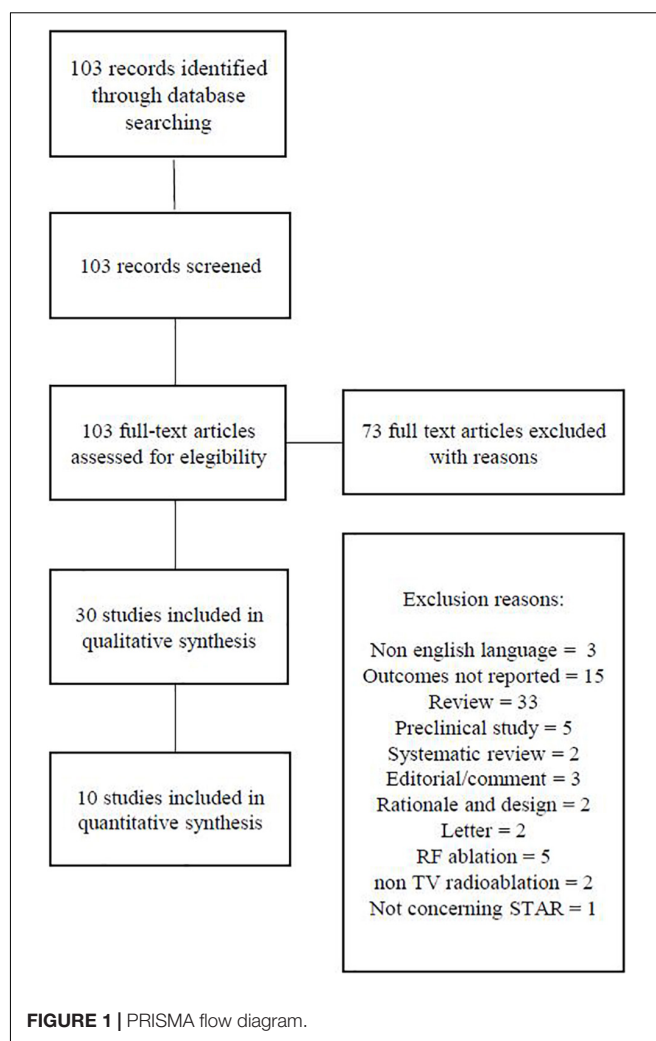 103 records identified
through database
searching
103 records screened
103 full-text articles
assessed for elegibility
73 full text articles excluded
with reasons
30 studies included in
qualitative synthesis
10 studies included in
quantitative synthesis
Exclusion reasons:
Non english language = 3
Outcomes not reported = 15
Review = 33
Preclinical study = 5
Systematic review = 2
Editorial/comment = 3
Rationale and design = 2
Letter = 2
RF ablation = 5
non TV radioablation = 2
Not concerning STAR = 1
FIGURE 1 | PRISMA flow diagram.